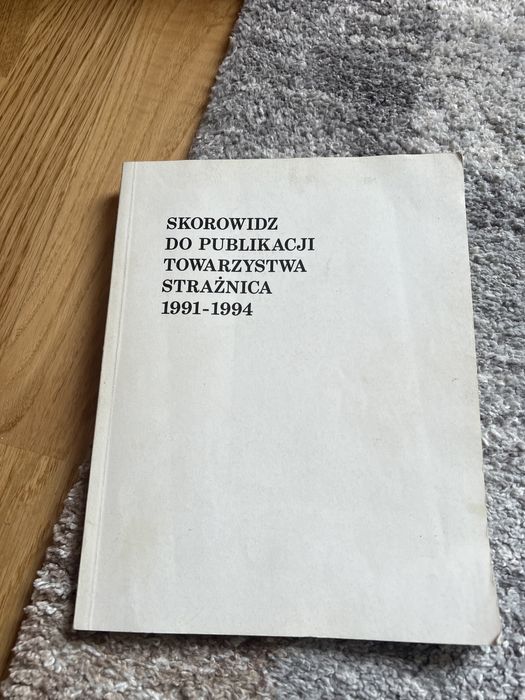 SKOROWIDZ
DO PUBLIKACJI
TOWARZYSTWA
STRAŻNICA
1991-1994